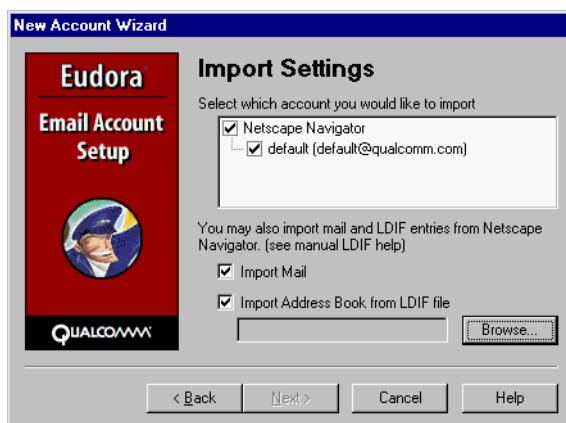 New Account Wizard
Eudora
Email Account
Setup
QUALCOMM
Import Settings
Select which account you would like to import
Netscape Navigator
default (default@qualcomm.com)
You may also import mail and LDIF entries from Netscape
Navigator. (see manual LDIF help)
Import Mail
Import Address Book from LDIF file
Browse...
< Back
Next >
Cancel
Help